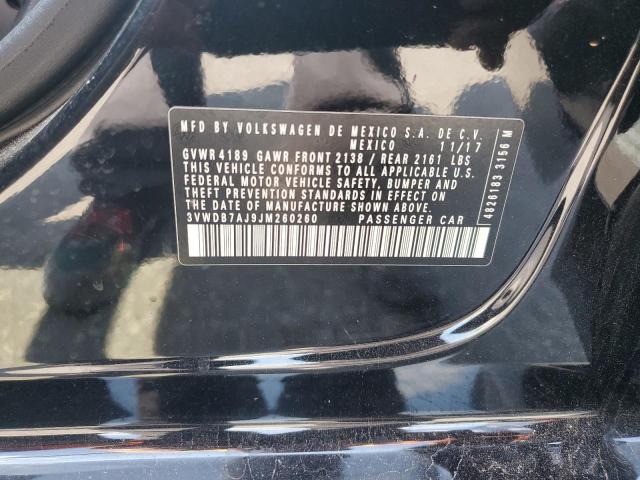 MFD BY VOLKSWAGEN DE MEXICO S.A. DE C.V.
MEXICO 11/17
GVWR 4189 GAWR FRONT 2138 / REAR 2161 LBS
THIS VEHICLE CONFORMS TO ALL APPLICABLE U.S.
FEDERAL MOTOR VEHICLE SAFETY, BUMPER AND
THEFT PREVENTION STANDARDS IN EFFECT ON
THE DATE OF MANUFACTURE SHOWN ABOVE.
3VWDB7AJ9JM260260 PASSENGER CAR
4826183 3156 M